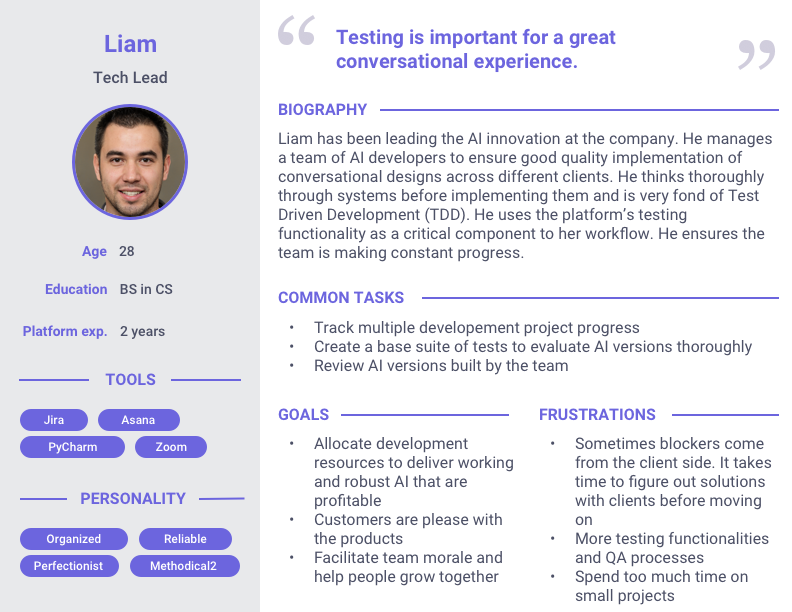 Liam
Tech Lead
Age 28
Education BS in CS
Platform exp. 2 years
TOOLS
Jira Asana
PyCharm Zoom
PERSONALITY
Organized Reliable
Perfectionist Methodical2
“ Testing is important for a great
conversational experience. ”
BIOGRAPHY
Liam has been leading the AI innovation at the company. He manages
a team of AI developers to ensure good quality implementation of
conversational designs across different clients. He thinks thoroughly
through systems before implementing them and is very fond of Test
Driven Development (TDD). He uses the platform’s testing
functionality as a critical component to her workflow. He ensures the
team is making constant progress.
COMMON TASKS
• Track multiple developement project progress
• Create a base suite of tests to evaluate AI versions thoroughly
• Review AI versions built by the team
GOALS
• Allocate development
resources to deliver working
and robust AI that are
profitable
• Customers are please with
the products
• Facilitate team morale and
help people grow together
FRUSTRATIONS
• Sometimes blockers come
from the client side. It takes
time to figure out solutions
with clients before moving
on
• More testing functionalities
and QA processes
• Spend too much time on
small projects